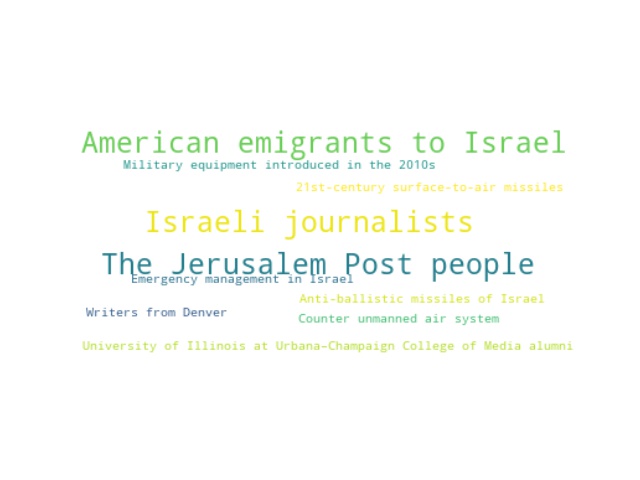 American emigrants to Israel
Military equipment introduced in the 2010s
21st-century surface-to-air missiles
Israeli journalists
The Jerusalem Post people
Emergency management in Israel
Anti-ballistic missiles of Israel
Writers from Denver
Counter unmanned air system
University of Illinois at Urbana–Champaign College of Media alumni